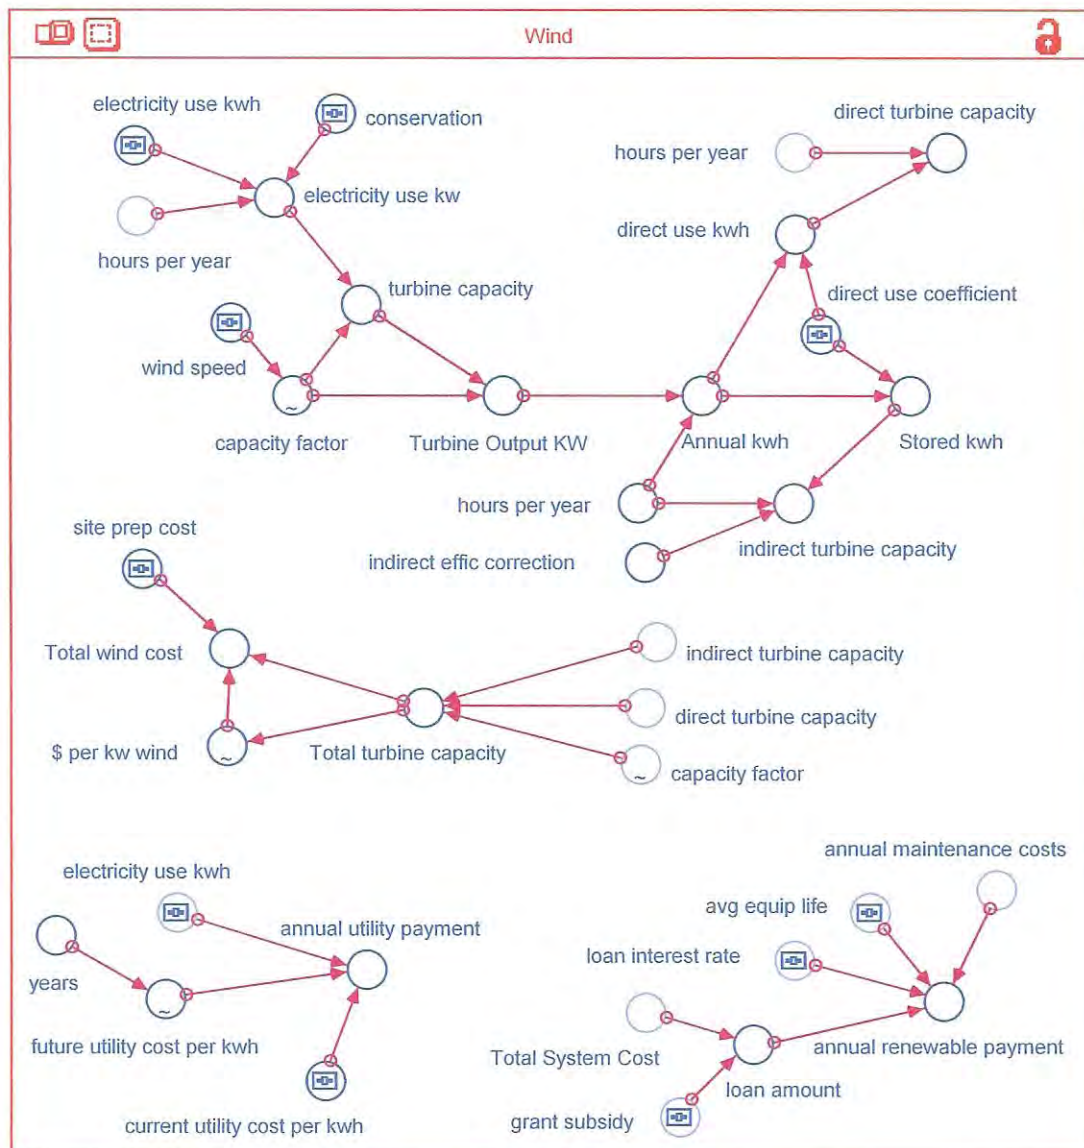 Wind
electricity use kwh
conservation
direct turbine capacity
hours per year
electricity use kw
direct use kwh
hours per year
turbine capacity
direct use coefficient
wind speed
capacity factor
Turbine Output KW
Annual kwh
Stored kwh
hours per year
indirect turbine capacity
indirect effic correction
site prep cost
Total wind cost
indirect turbine capacity
direct turbine capacity
$ per kw wind
Total turbine capacity
capacity factor
annual maintenance costs
electricity use kwh
avg equip life
annual utility payment
loan interest rate
years
future utility cost per kwh
Total System Cost
annual renewable payment
loan amount
grant subsidy
current utility cost per kwh